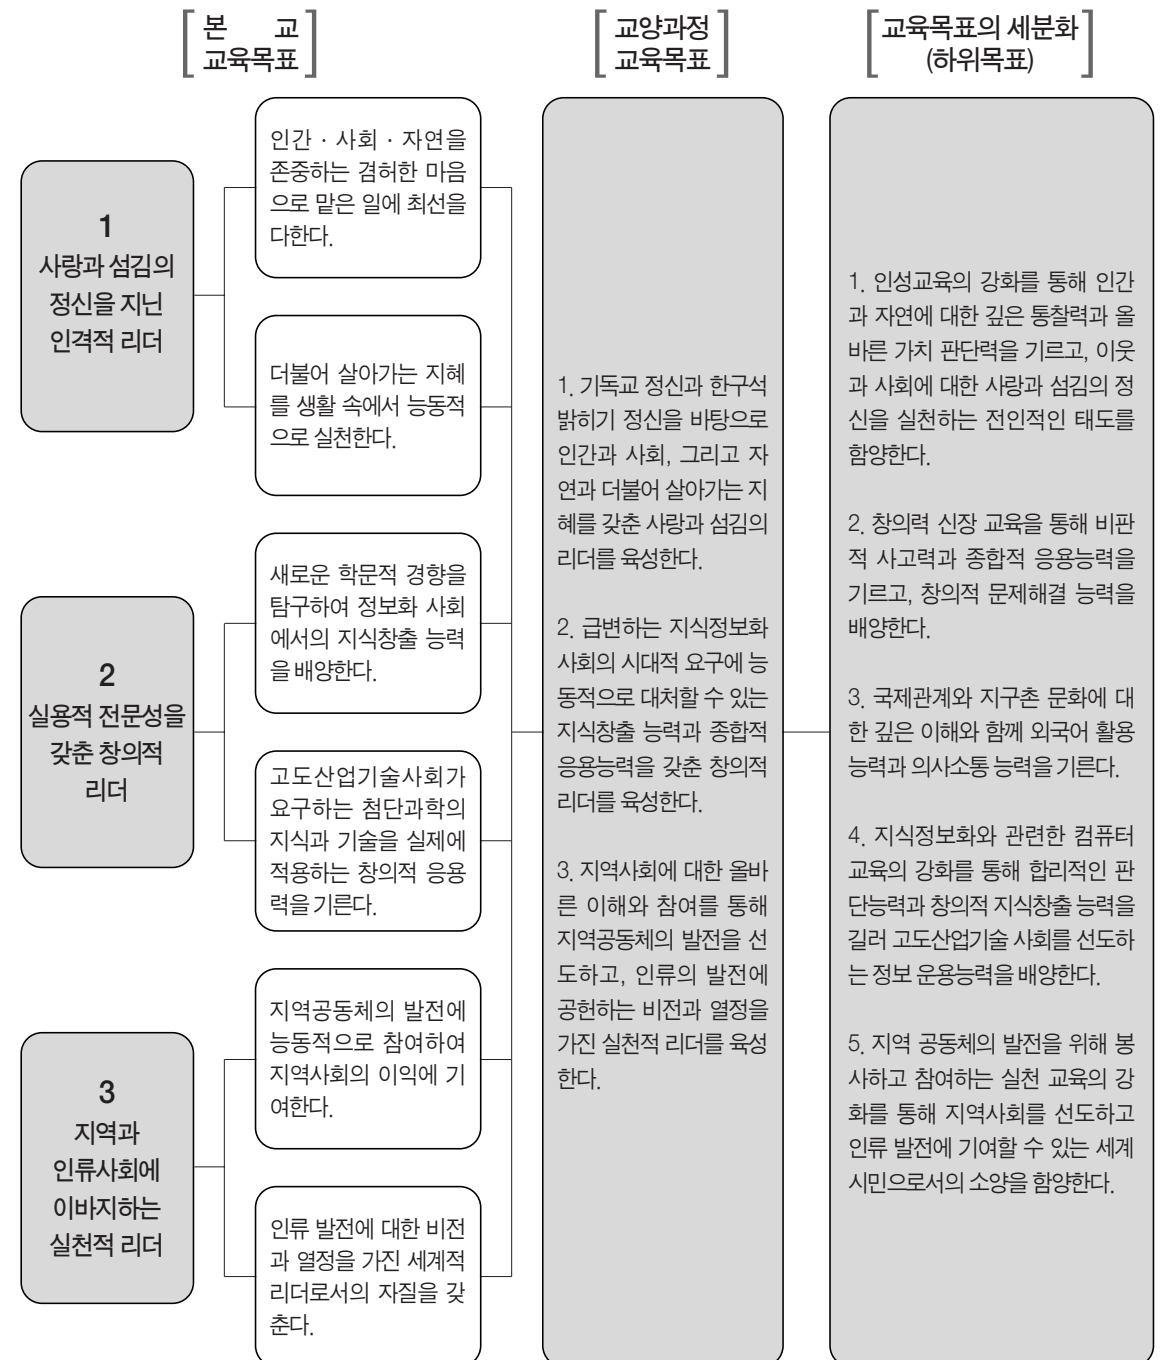 본 교
교육목표
교양과정
교육목표
교육목표의 세분화
(하위목표)
1
사랑과 섬김의
정신을 지닌
인격적 리더
인간 · 사회 · 자연을
존중하는 겸허한 마음
으로 맡은 일에 최선을
다한다.
더불어 살아가는 지혜
를 생활 속에서 능동적
으로 실천한다.
2
실용적 전문성을
갖춘 창의적
리더
새로운 학문적 경향을
탐구하여 정보화 사회
에서의 지식창출 능력
을 배양한다.
고도산업기술사회가
요구하는 첨단과학의
지식과 기술을 실제에
적용하는 창의적 응용
력을 기른다.
3
지역과
인류사회에
이바지하는
실천적 리더
지역공동체의 발전에
능동적으로 참여하여
지역사회의 이익에 기
여한다.
인류 발전에 대한 비전
과 열정을 가진 세계적
리더로서의 자질을 갖
춘다.
1. 기독교 정신과 한구석
밝히기 정신을 바탕으로
인간과 사회, 그리고 자
연과 더불어 살아가는 지
혜를 갖춘 사랑과 섬김의
리더를 육성한다.
2. 급변하는 지식정보화
사회의 시대적 요구에 능
동적으로 대처할 수 있는
지식창출 능력과 종합적
응용능력을 갖춘 창의적
리더를 육성한다.
3. 지역사회에 대한 올바
른 이해와 참여를 통해
지역공동체의 발전을 선
도하고, 인류의 발전에
공헌하는 비전과 열정을
가진 실천적 리더를 육성
한다.
1. 인성교육의 강화를 통해 인간
과 자연에 대한 깊은 통찰력과 올
바른 가치 판단력을 기르고, 이웃
과 사회에 대한 사랑과 섬김의 정
신을 실천하는 전인적인 태도를
함양한다.
2. 창의력 신장 교육을 통해 비판
적 사고력과 종합적 응용능력을
기르고, 창의적 문제해결 능력을
배양한다.
3. 국제관계와 지구촌 문화에 대
한 깊은 이해와 함께 외국어 활용
능력과 의사소통 능력을 기른다.
4. 지식정보화와 관련한 컴퓨터
교육의 강화를 통해 합리적인 판
단능력과 창의적 지식창출 능력을
길러 고도산업기술 사회를 선도하
는 정보 운용능력을 배양한다.
5. 지역 공동체의 발전을 위해 봉
사하고 참여하는 실천 교육의 강
화를 통해 지역사회를 선도하고
인류 발전에 기여할 수 있는 세계
시민으로서의 소양을 함양한다.